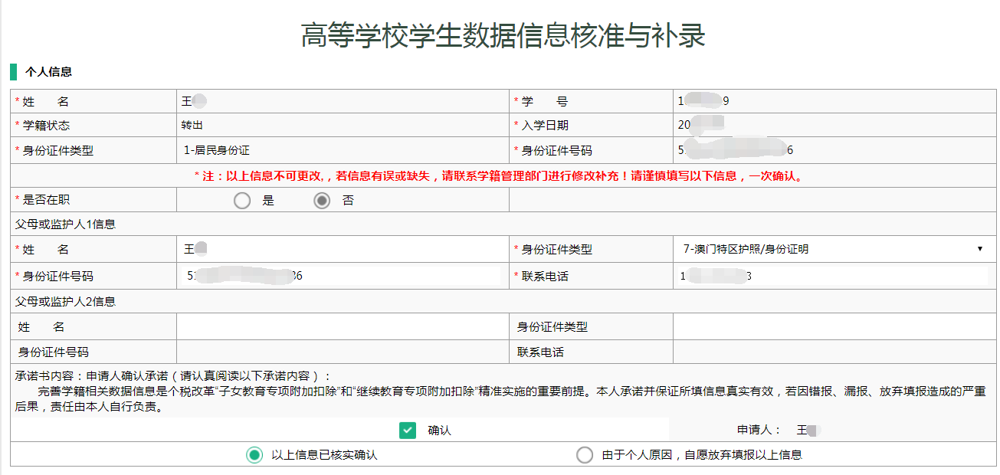 高等学校学生数据信息核准与补录
个人信息
* 姓 名 王 * 学 号 1 9
* 学籍状态 转出 * 入学日期 20
* 身份证件类型 1-居民身份证 * 身份证件号码 5 6
* 注：以上信息不可更改,，若信息有误或缺失，请联系学籍管理部门进行修改补充！请谨慎填写以下信息，一次确认。
* 是否在职 是 否
父母或监护人1信息
* 姓 名 王 * 身份证件类型 7-澳门特区护照/身份证明
* 身份证件号码 51 36 * 联系电话 1 3
父母或监护人2信息
姓 名 身份证件类型
身份证件号码 联系电话
承诺书内容：申请人确认承诺（请认真阅读以下承诺内容）：
完善学籍相关数据信息是个税改革“子女教育专项附加扣除”和“继续教育专项附加扣除”精准实施的重要前提。本人承诺并保证所填信息真实有效，若因错报、漏报、放弃填报造成的严重
后果，责任由本人自行负责。
确认 申请人： 王
以上信息已核实确认 由于个人原因，自愿放弃填报以上信息